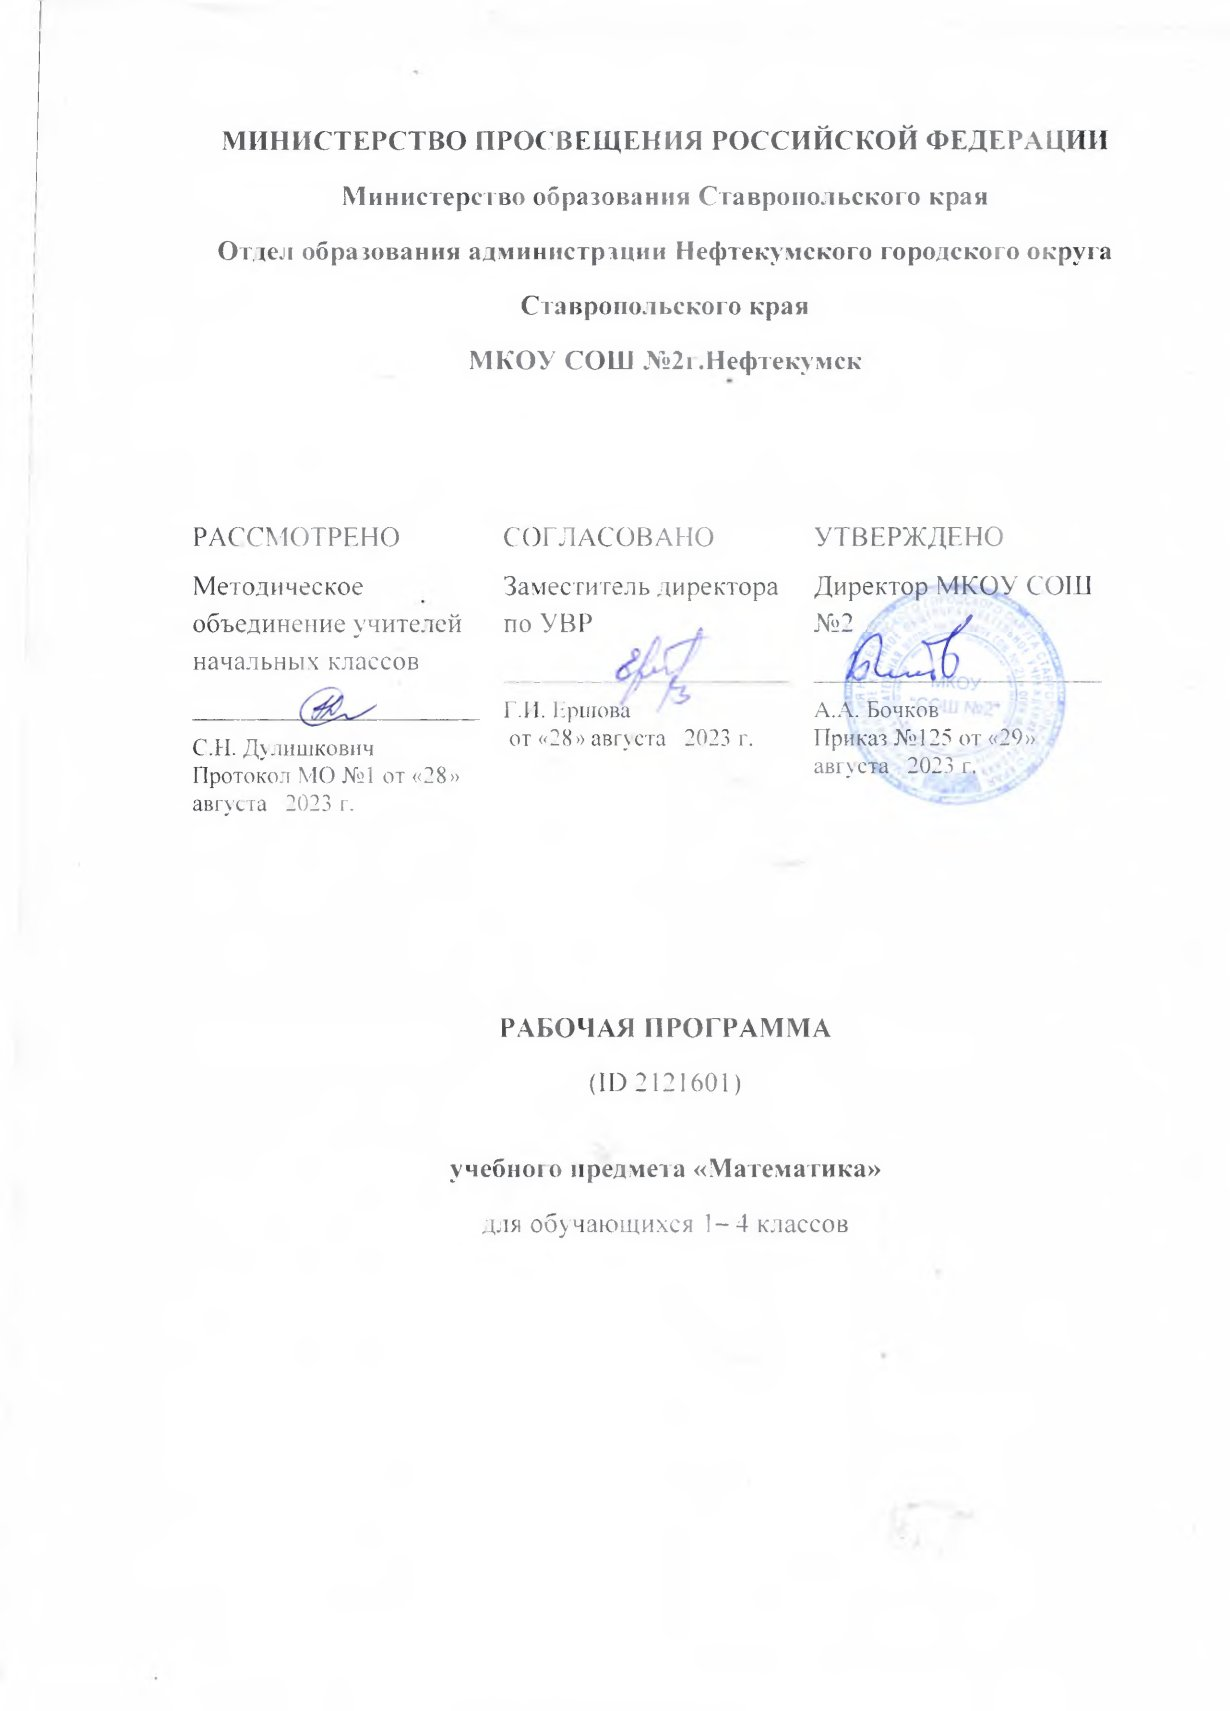 МИНИСТЕРСТВО ПРОСВЕЩЕНИЯ РОССИЙСКОЙ ФЕДЕРАЦИИ
Министерство образования Ставропольского края
Отдел образования администрации Нефтекумского городского округа
Ставропольского края
МКОУ СОШ №2г.Нефтекумск
РАССМОТРЕНО
Методическое
объединение учителей
начальных классов
С.Н. Дулишкович
Протокол МО №1 от «28»
августа 2023 г.
СОГЛАСОВАНО
Заместитель директора
по УВР
Г.И. Ершова
от «28» августа 2023 г.
УТВЕРЖДЕНО
Директор МКОУ СОШ
№2
МКОУ
"СОШ №2"
А.А. Бочков
Приказ №125 от «29»
августа 2023 г.
РАБОЧАЯ ПРОГРАММА
(ID 2121601)
учебного предмета «Математика»
для обучающихся 1– 4 классов